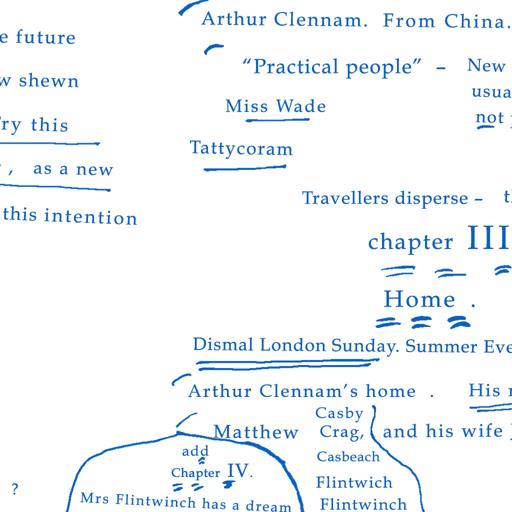 e future
w shewn
Try this
, as a new
this intention
?
Arthur Clennam. From China.
“Practical people” – New
usua
not
Miss Wade
Tattycoram
Travellers disperse –
chapter III
Home .
Dismal London Sunday. Summer Eve
Arthur Clennam's home . His
Matthew
Casby
Crag, and his wife
Casbeach
Flintwich
Flintwinch
add
Chapter IV.
Mrs Flintwinch has a dream